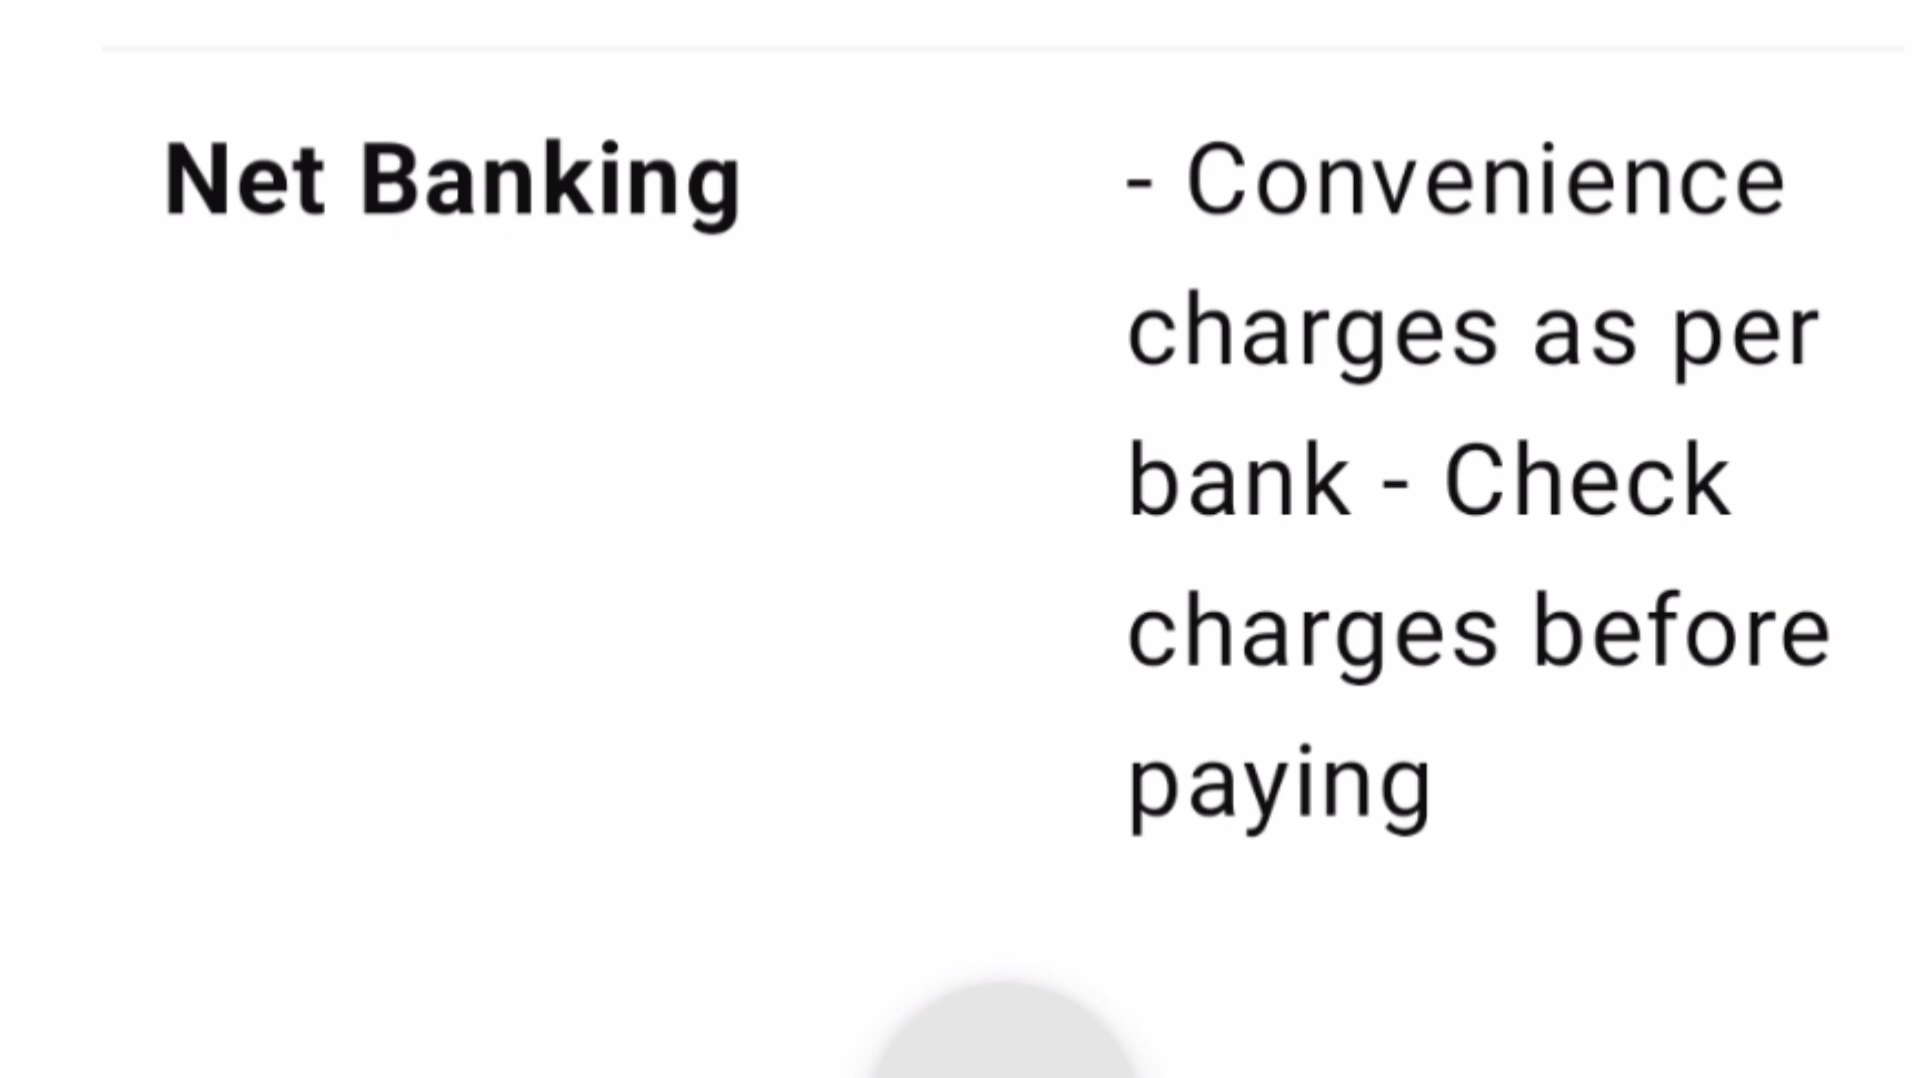 Net Banking
- Convenience
charges as per
bank - Check
charges before
paying